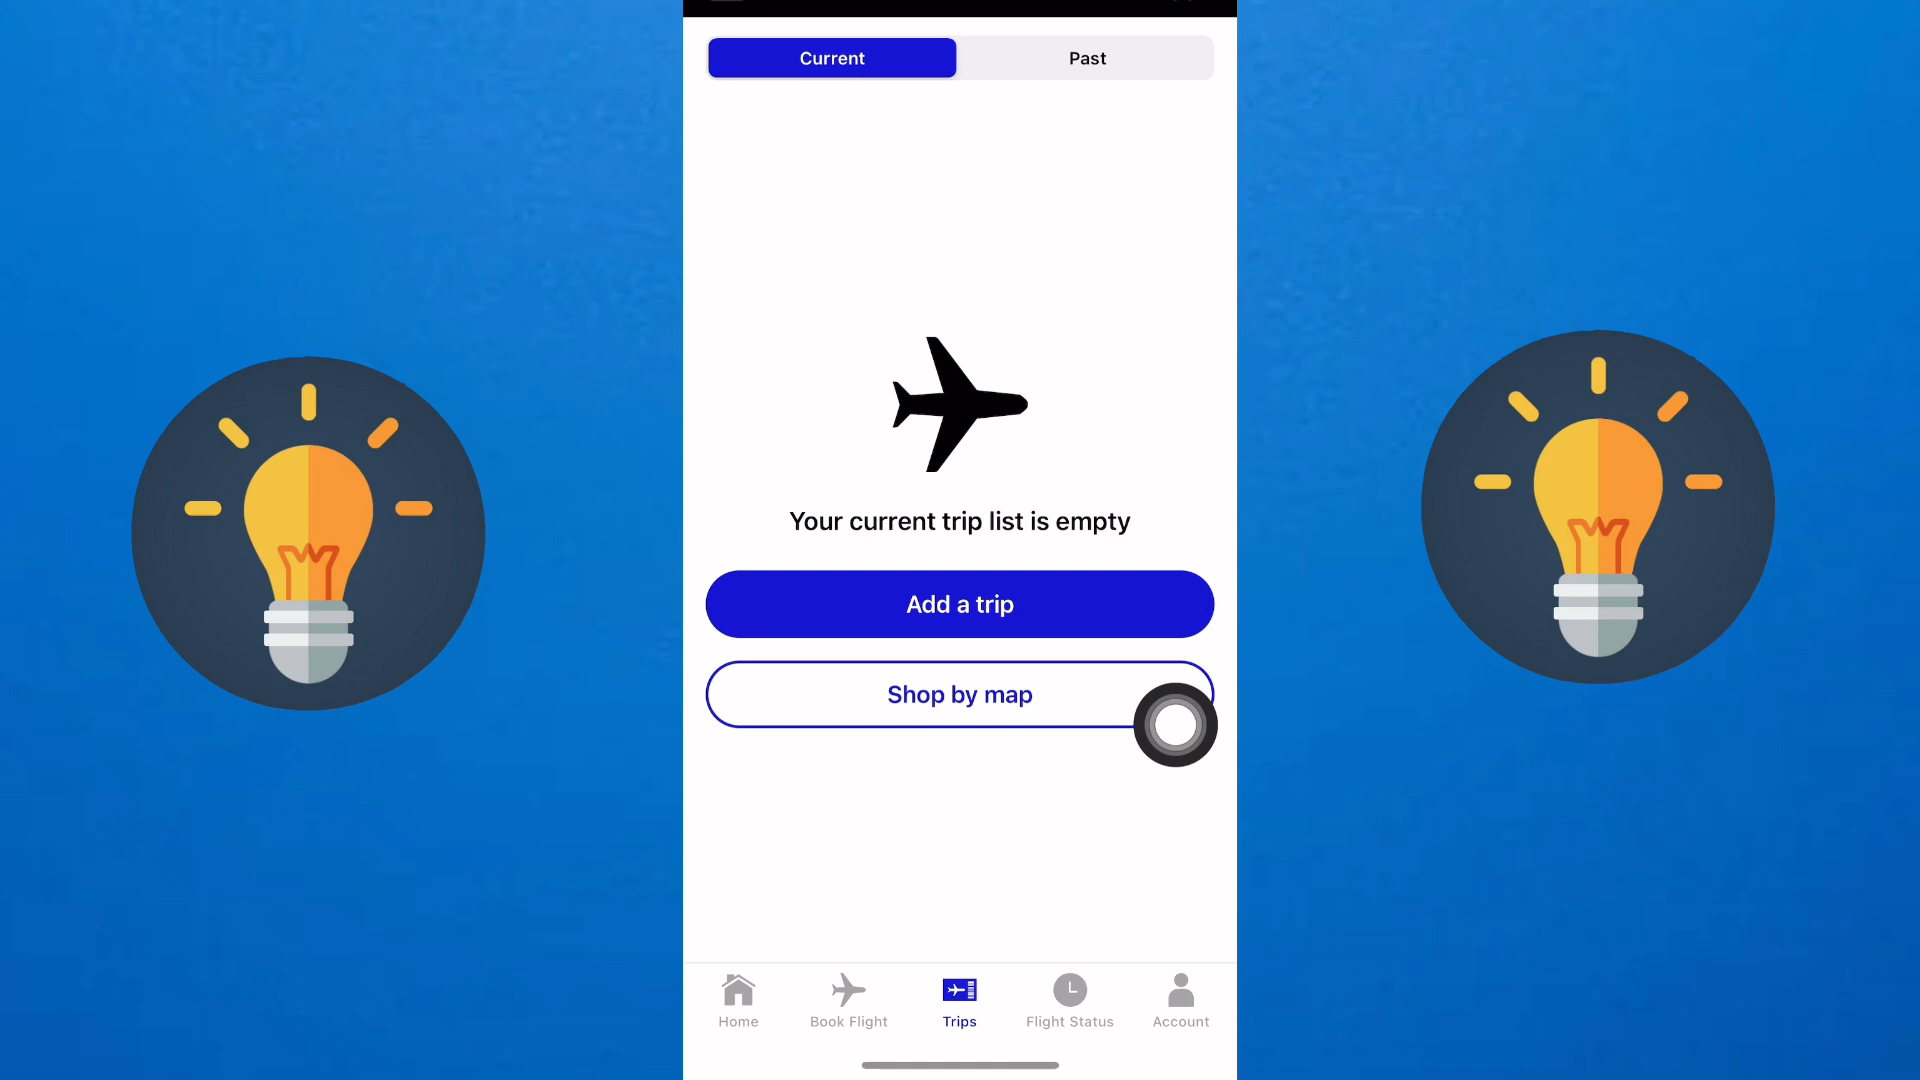 Current
Past
Your current trip list is empty
Add a trip
Shop by map
Home
Book Flight
Trips
Flight Status
Account